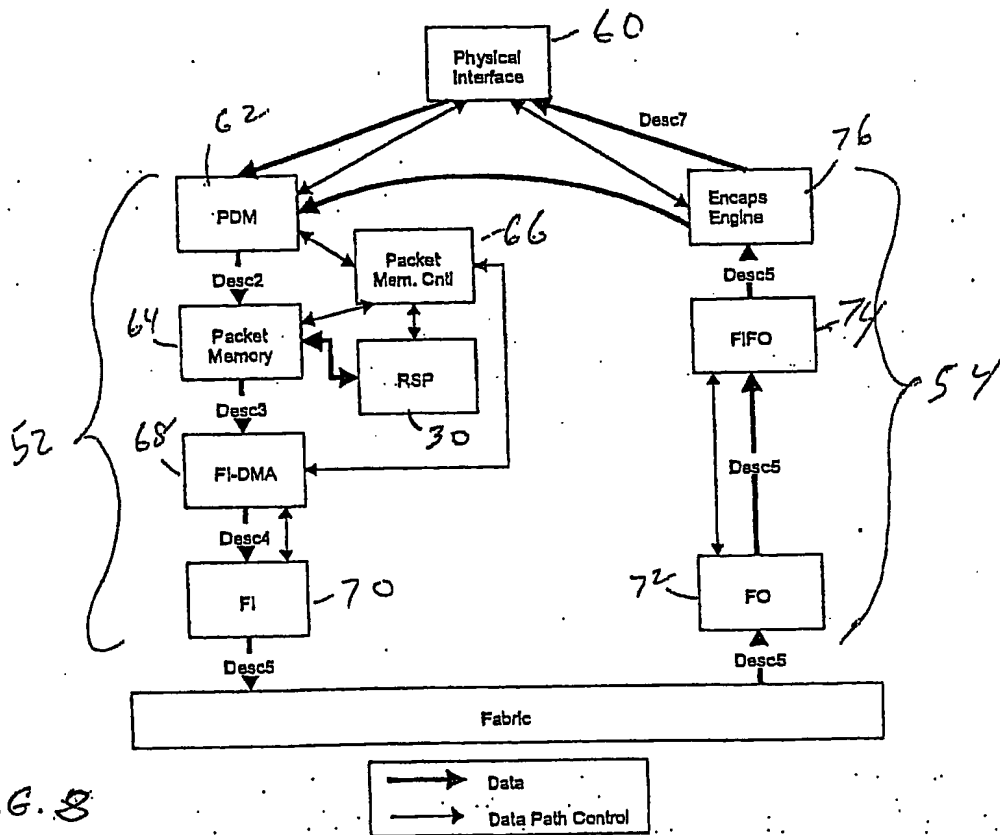 60
Physical
Interface
62
Desc7
76
PDM
Encaps
Engine
66
Packet
Mem. Cntl
Desc2
Desc5
64
Packet
Memory
FIFO
74
RSP
Desc3
30
52
54
68
FI-DMA
Desc5
Desc4
FI
70
72
FO
Desc5
Desc5
Fabric
Data
Data Path Control
G. 8